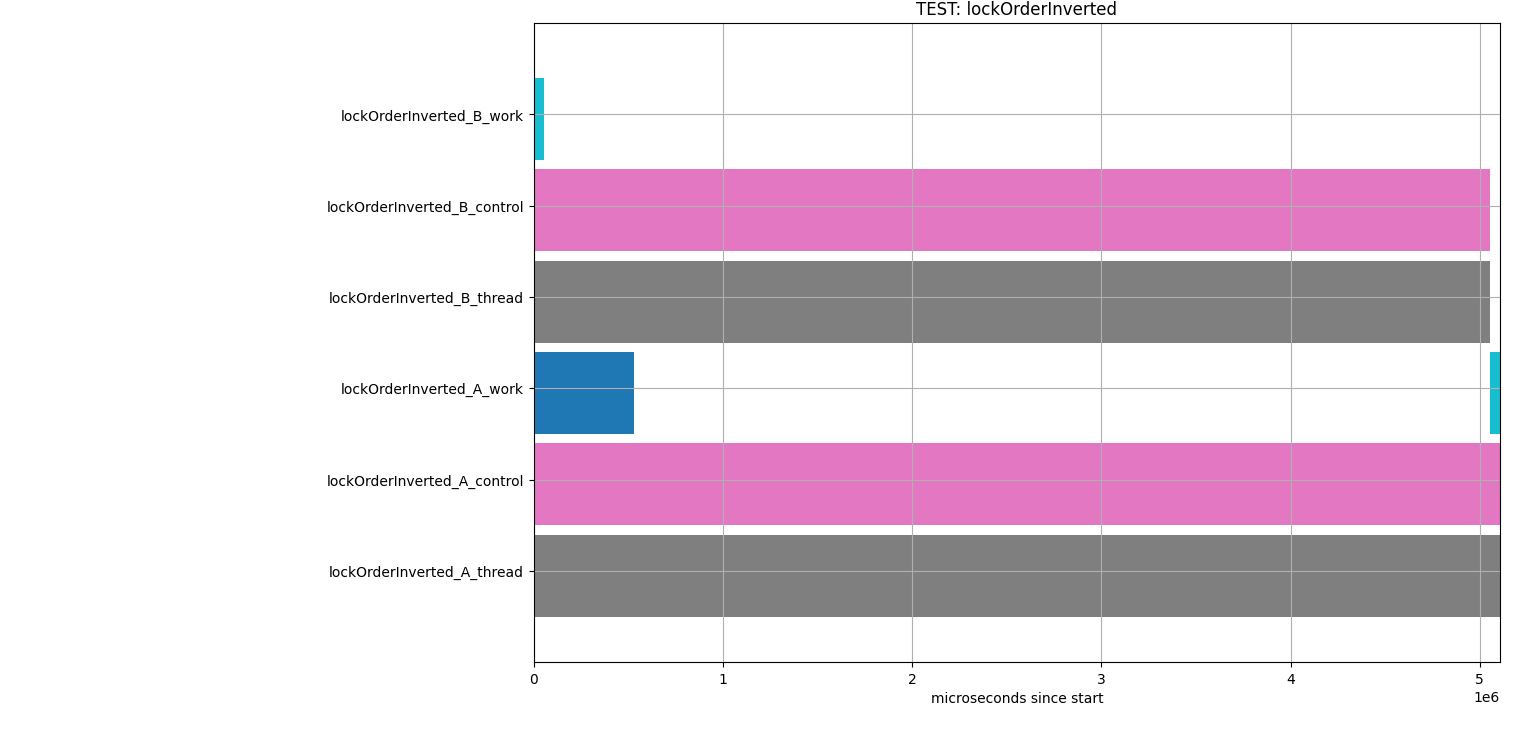 TEST: lockOrderInverted
lockOrderInverted_B_work
lockOrderInverted_B_control
lockOrderInverted_B_thread
lockOrderInverted_A_work
lockOrderInverted_A_control
lockOrderInverted_A_thread
0 1 2 3 4 5
1e6
microseconds since start